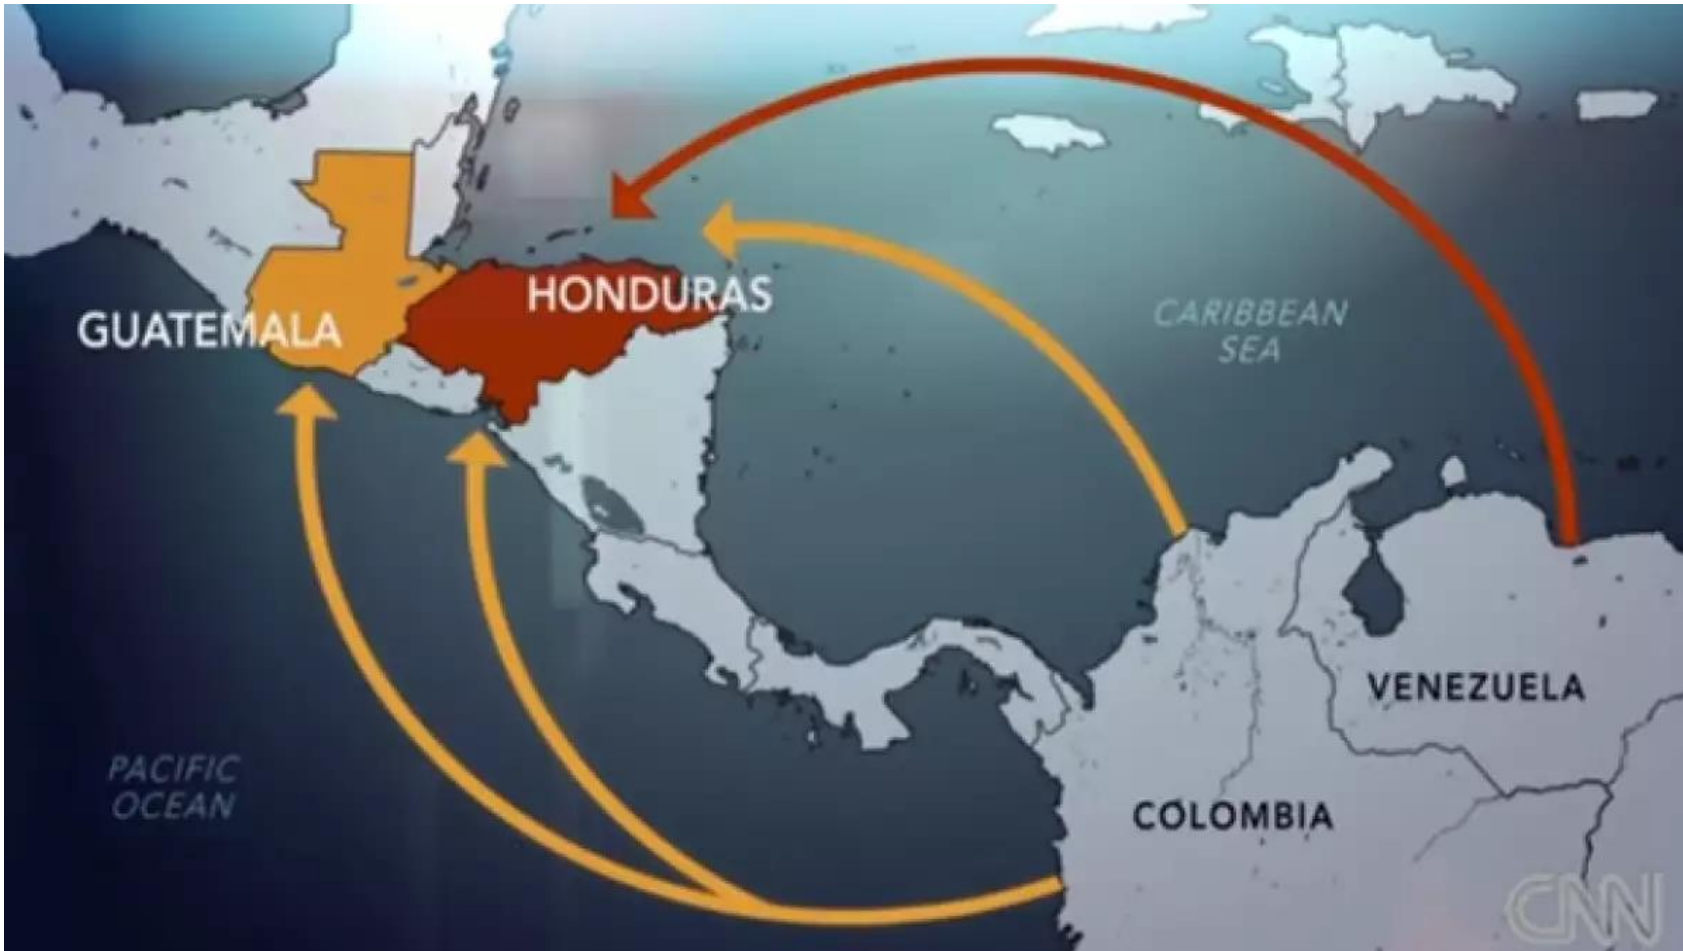 HONDURAS
CARIBBEAN
SEA
GUATEMALA
VENEZUELA
PACIFIC
OCEAN
COLOMBIA
CNN